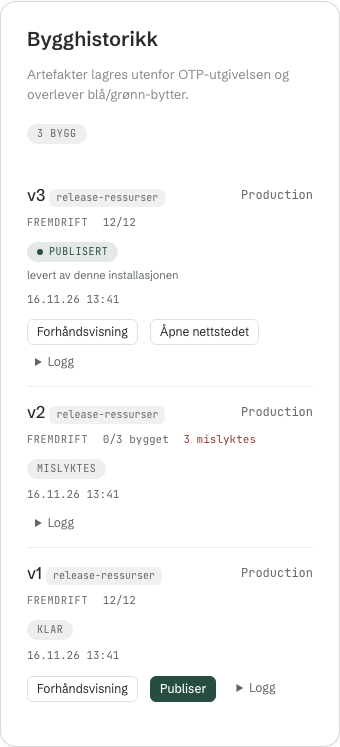 Bygghistorikk
Artefakter lagres utenfor OTP-utgivelsen og
overlever blå/grønn-bytter.
3 BYGG
v3 release-ressurser Production
FREMDRIFT 12/12
PUBLISERT
levert av denne installasjonen
16.11.26 13:41
Forhåndsvisning Åpne nettstedet
Logg
v2 release-ressurser Production
FREMDRIFT 0/3 bygget 3 mislyktes
MISLYKTES
16.11.26 13:41
Logg
v1 release-ressurser Production
FREMDRIFT 12/12
KLAR
16.11.26 13:41
Forhåndsvisning Publiser Logg